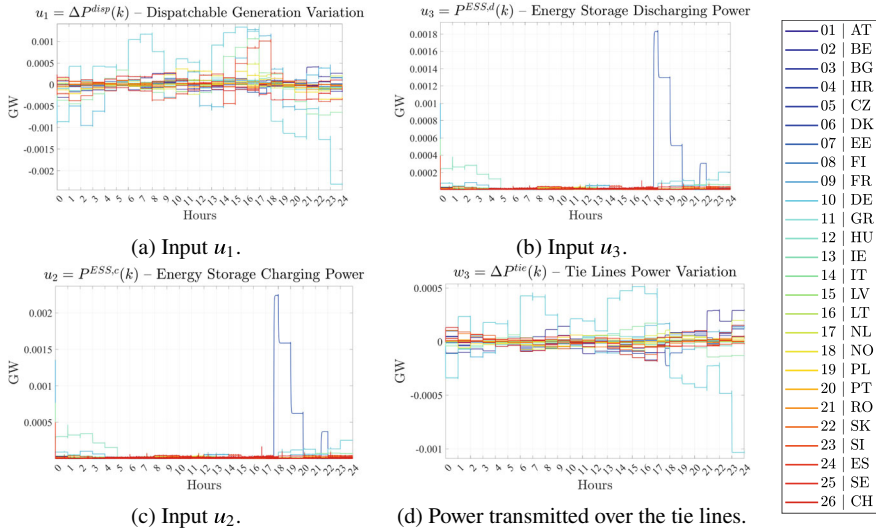 u₁ = ΔP^{disp}(k) – Dispatchable Generation Variation
0.001
0.0005
0
-0.0005
-0.001
-0.0015
-0.002
GW
0 1 2 3 4 5 6 7 8 9 10 11 12 13 14 15 16 17 18 19 20 21 22 23 24
Hours
(a) Input u₁.
u₃ = P^{ESS,d}(k) – Energy Storage Discharging Power
0.0018
0.0016
0.0014
0.0012
0.001
0.0008
0.0006
0.0004
0.0002
GW
0 1 2 3 4 5 6 7 8 9 10 11 12 13 14 15 16 17 18 19 20 21 22 23 24
Hours
(b) Input u₃.
u₂ = P^{ESS,c}(k) – Energy Storage Charging Power
0.002
0.0015
0.001
0.0005
GW
0 1 2 3 4 5 6 7 8 9 10 11 12 13 14 15 16 17 18 19 20 21 22 23 24
Hours
(c) Input u₂.
w₃ = ΔP^{tie}(k) – Tie Lines Power Variation
0.0005
0
-0.0005
-0.001
GW
0 1 2 3 4 5 6 7 8 9 10 11 12 13 14 15 16 17 18 19 20 21 22 23 24
Hours
(d) Power transmitted over the tie lines.
01 | AT
02 | BE
03 | BG
04 | HR
05 | CZ
06 | DK
07 | EE
08 | FI
09 | FR
10 | DE
11 | GR
12 | HU
13 | IE
14 | IT
15 | LV
16 | LT
17 | NL
18 | NO
19 | PL
20 | PT
21 | RO
22 | SK
23 | SI
24 | ES
25 | SE
26 | CH